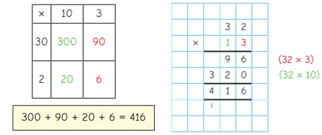 × 10 3
30 300 90
2 20 6
300 + 90 + 20 + 6 = 416
3 2
× 1 3
9 6 (32 × 3)
3 2 0 (32 × 10)
4 1 6
1